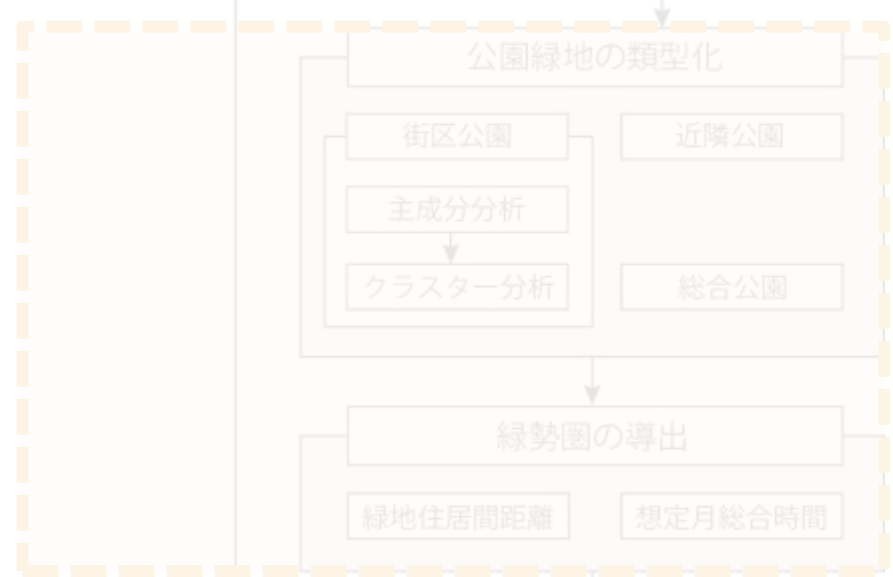 公園緑地の類型化
街区公園
近隣公園
主成分分析
クラスター分析
総合公園
緑勢圏の導出
緑地住居間距離
想定月総合時間